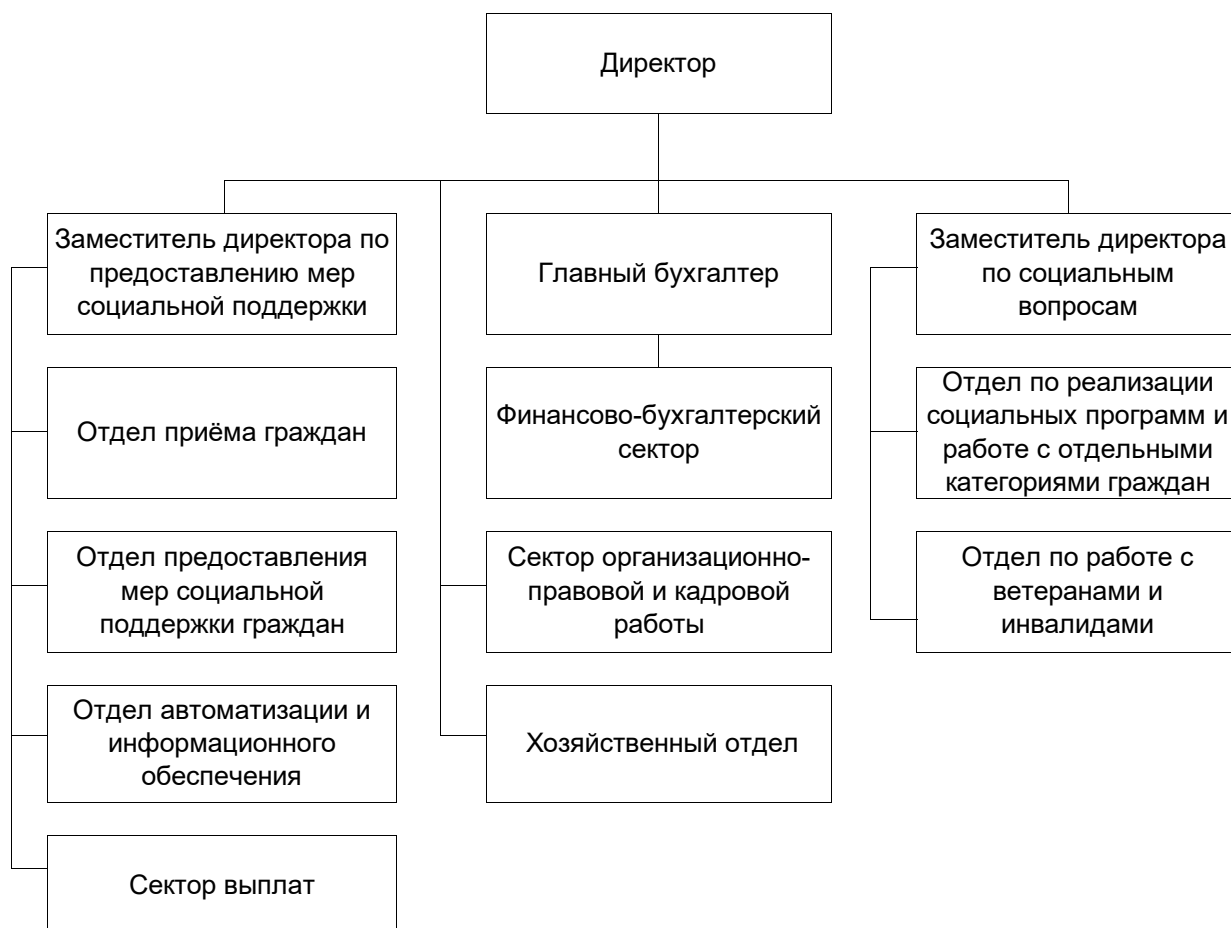 Директор
Заместитель директора по
предоставлению мер
социальной поддержки
Главный бухгалтер
Заместитель директора
по социальным
вопросам
Отдел приёма граждан
Финансово-бухгалтерский
сектор
Отдел по реализации
социальных программ и
работе с отдельными
категориями граждан
Отдел предоставления
мер социальной
поддержки граждан
Сектор организационно-
правовой и кадровой
работы
Отдел по работе с
ветеранами и
инвалидами
Отдел автоматизации и
информационного
обеспечения
Хозяйственный отдел
Сектор выплат